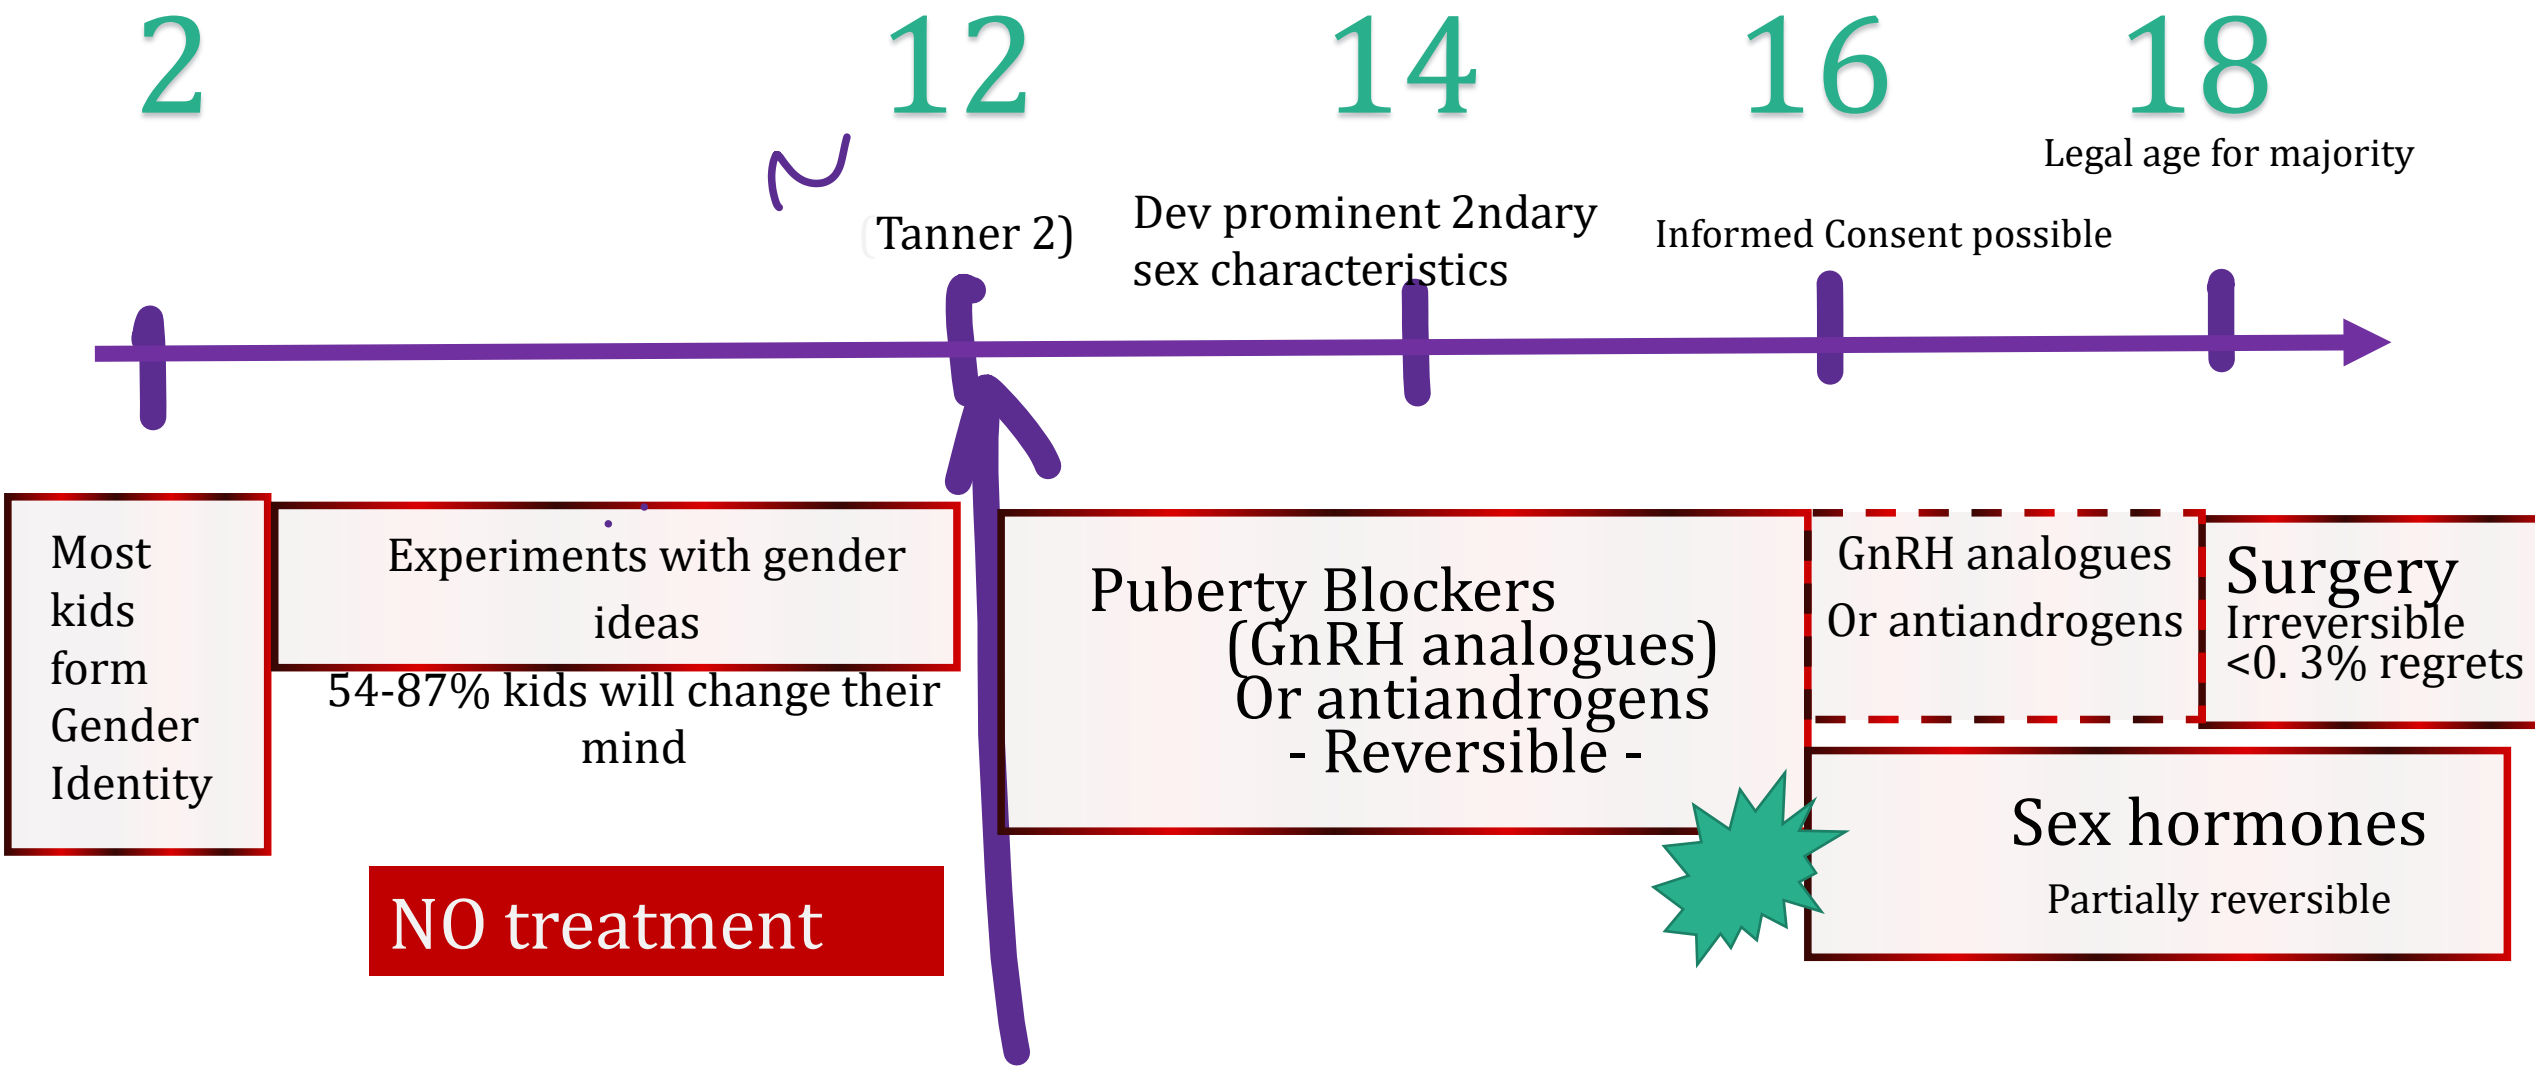 2
12
14
16
18
Legal age for majority
(Tanner 2)
Dev prominent 2ndary
sex characteristics
Informed Consent possible
Most
kids
form
Gender
Identity
Experiments with gender
ideas
54-87% kids will change their
mind
NO treatment
Puberty Blockers
(GnRH analogues)
Or antiandrogens
- Reversible -
GnRH analogues
Or antiandrogens
Surgery
Irreversible
<0. 3% regrets
Sex hormones
Partially reversible